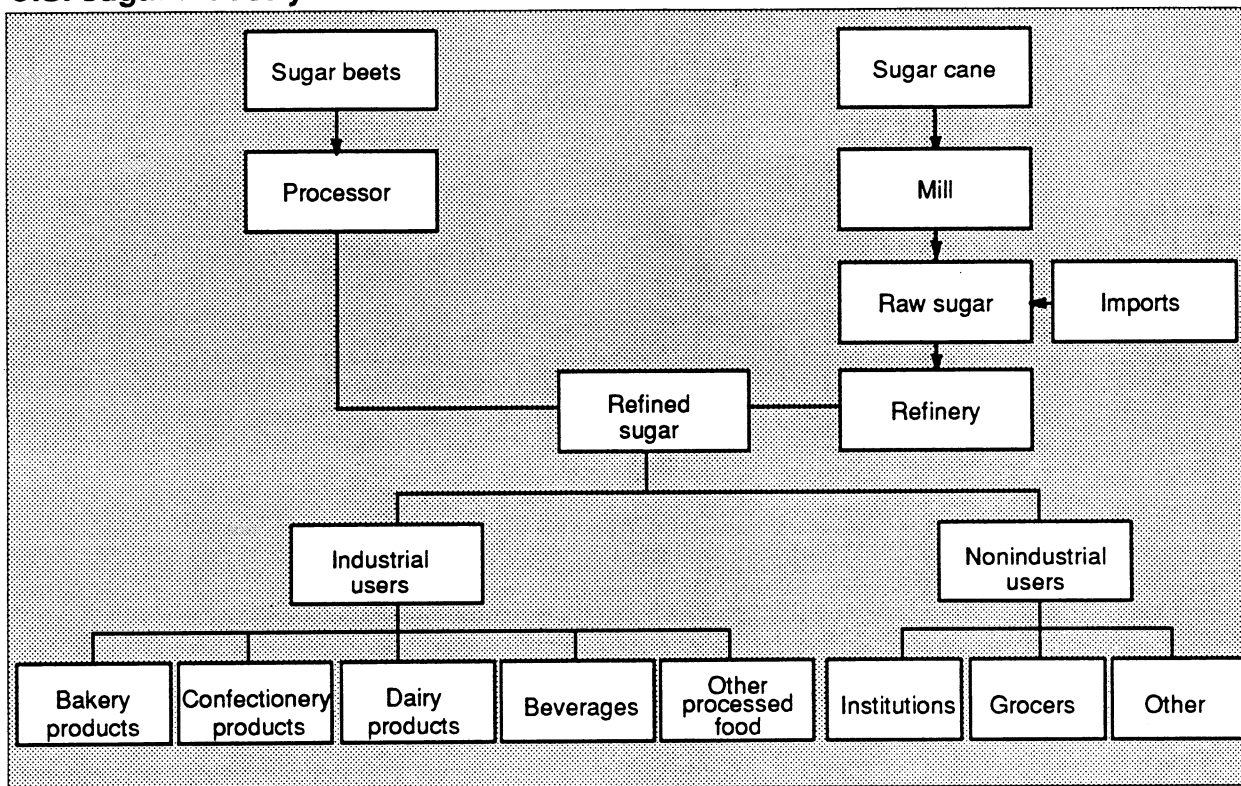 Sugar beets
Sugar cane
Processor
Mill
Raw sugar
Imports
Refined
sugar
Refinery
Industrial
users
Nonindustrial
users
Bakery
products
Confectionery
products
Dairy
products
Beverages
Other
processed
food
Institutions
Grocers
Other